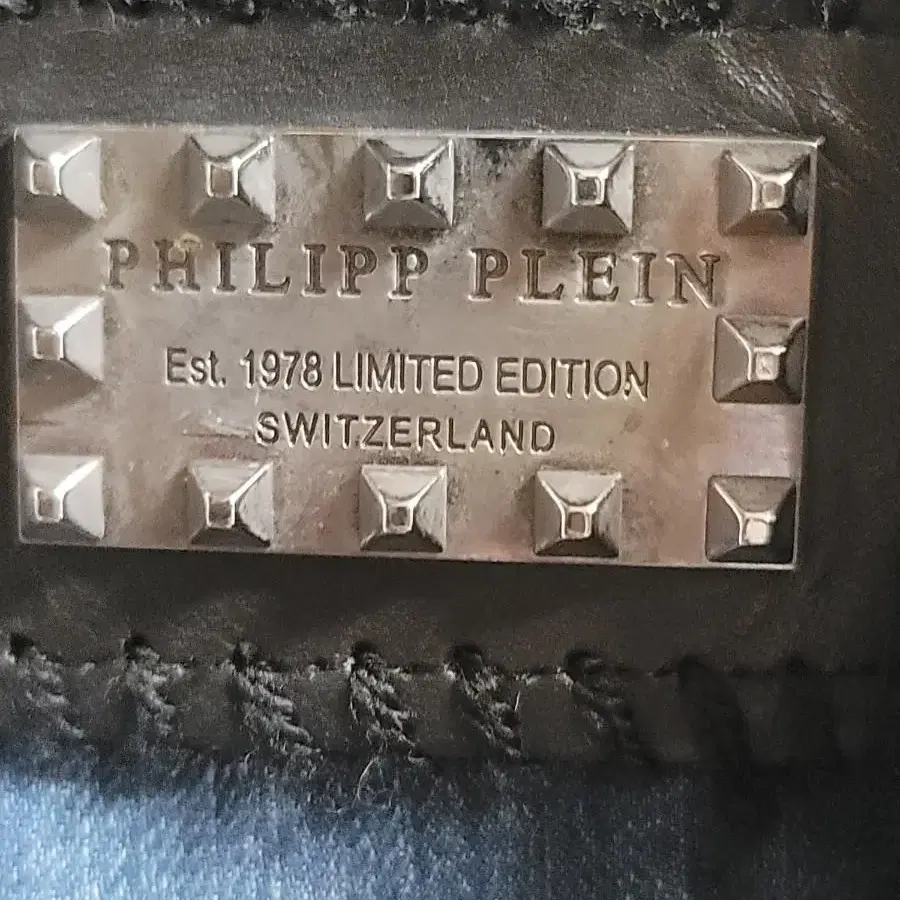 PHILIPP PLEIN
Est. 1978 LIMITED EDITION
SWITZERLAND